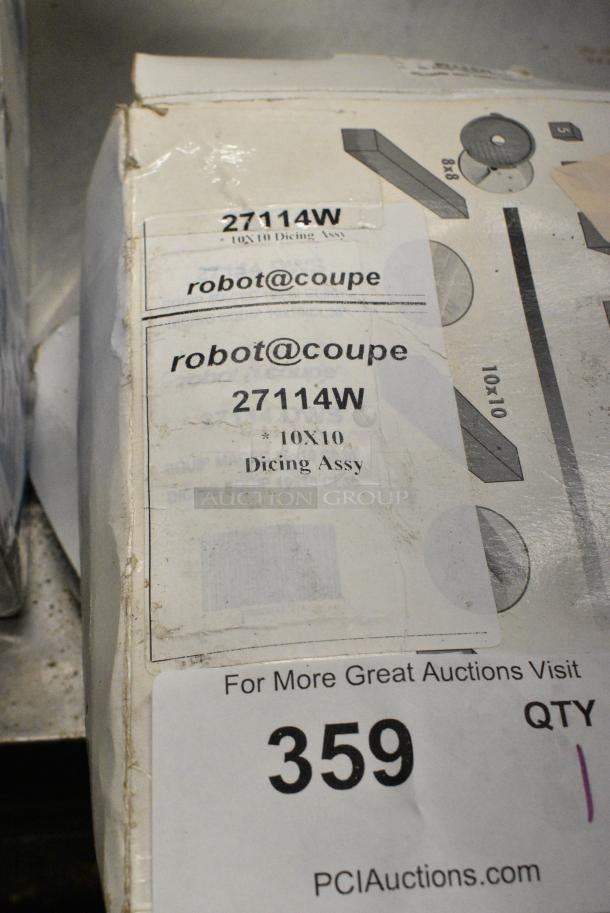 27114W
* 10X10 Dicing Assy
robot@coupe
robot@coupe
27114W
* 10X10
Dicing Assy
AUCTION GROUP
8x8
5
10x10
For More Great Auctions Visit
359
QTY
1
PCIAuctions.com